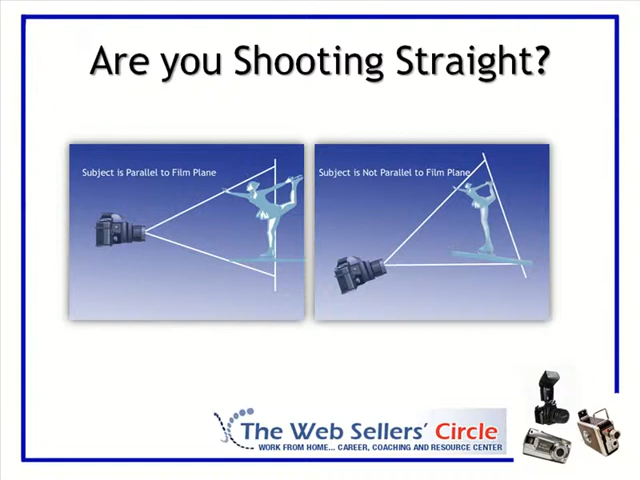 Are you Shooting Straight?
Subject is Parallel to Film Plane
Subject is Not Parallel to Film Plane
The Web Sellers' Circle
WORK FROM HOME... CAREER, COACHING AND RESOURCE CENTER